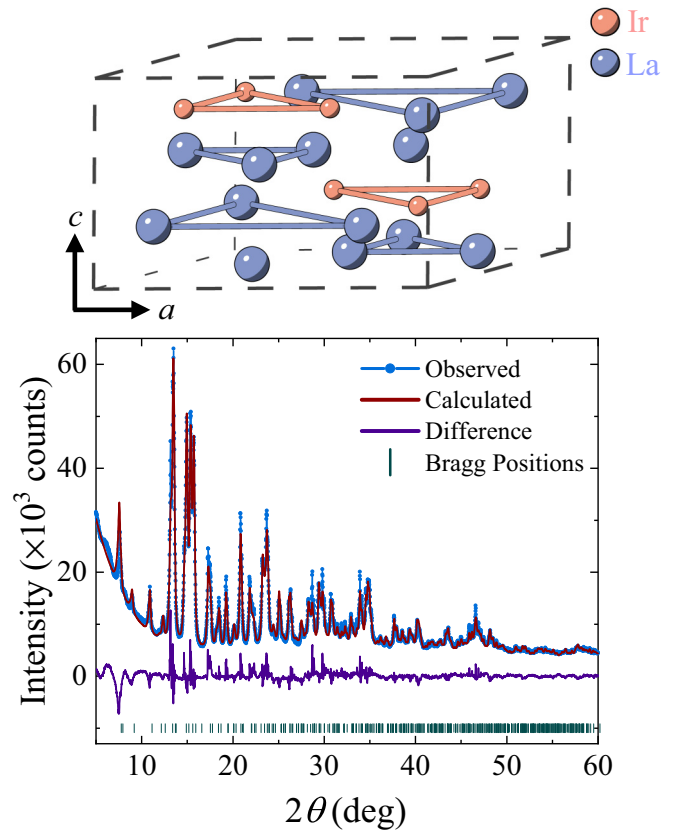 Ir
La
c
a
Observed
Calculated
Difference
Bragg Positions
Intensity (×10³ counts)
60
40
20
0
10 20 30 40 50 60
2θ (deg)